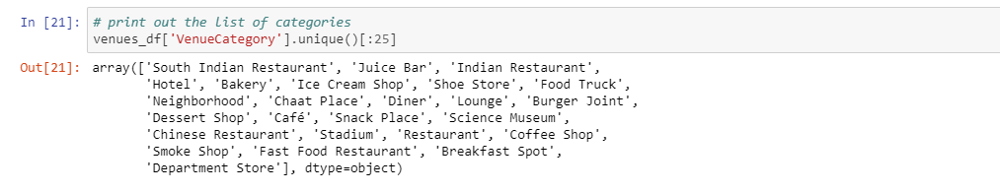 In [21]: # print out the list of categories
venues_df['VenueCategory'].unique()[:25]
Out[21]: array(['South Indian Restaurant', 'Juice Bar', 'Indian Restaurant',
'Hotel', 'Bakery', 'Ice Cream Shop', 'Shoe Store', 'Food Truck',
'Neighborhood', 'Chaat Place', 'Diner', 'Lounge', 'Burger Joint',
'Dessert Shop', 'Café', 'Snack Place', 'Science Museum',
'Chinese Restaurant', 'Stadium', 'Restaurant', 'Coffee Shop',
'Smoke Shop', 'Fast Food Restaurant', 'Breakfast Spot',
'Department Store'], dtype=object)